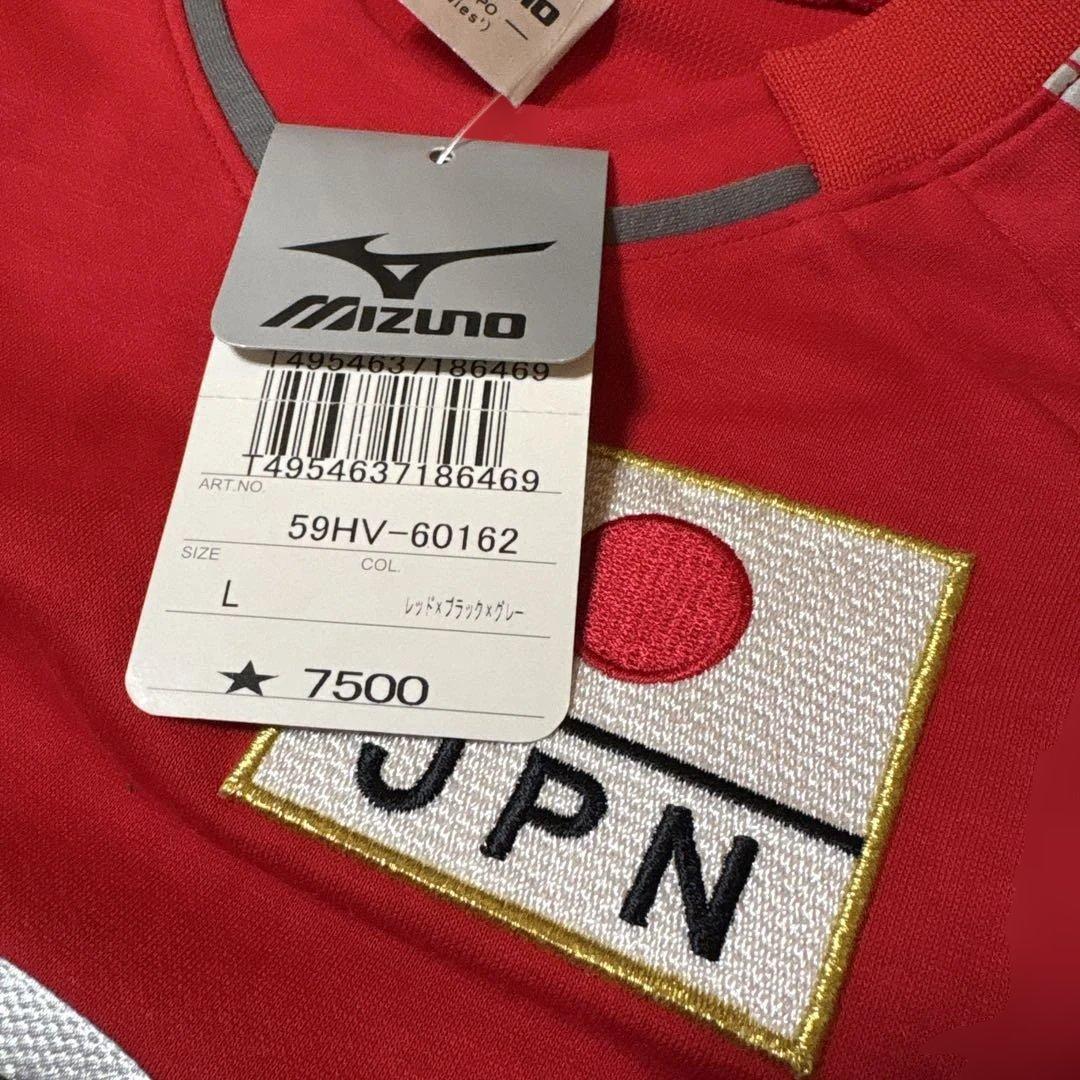 MIZUNO
T4954637186469
T4954637186469
ART.NO.
59HV-60162
SIZE
COL.
L
レッド×ブラック×グレー
★ 7500
JPN